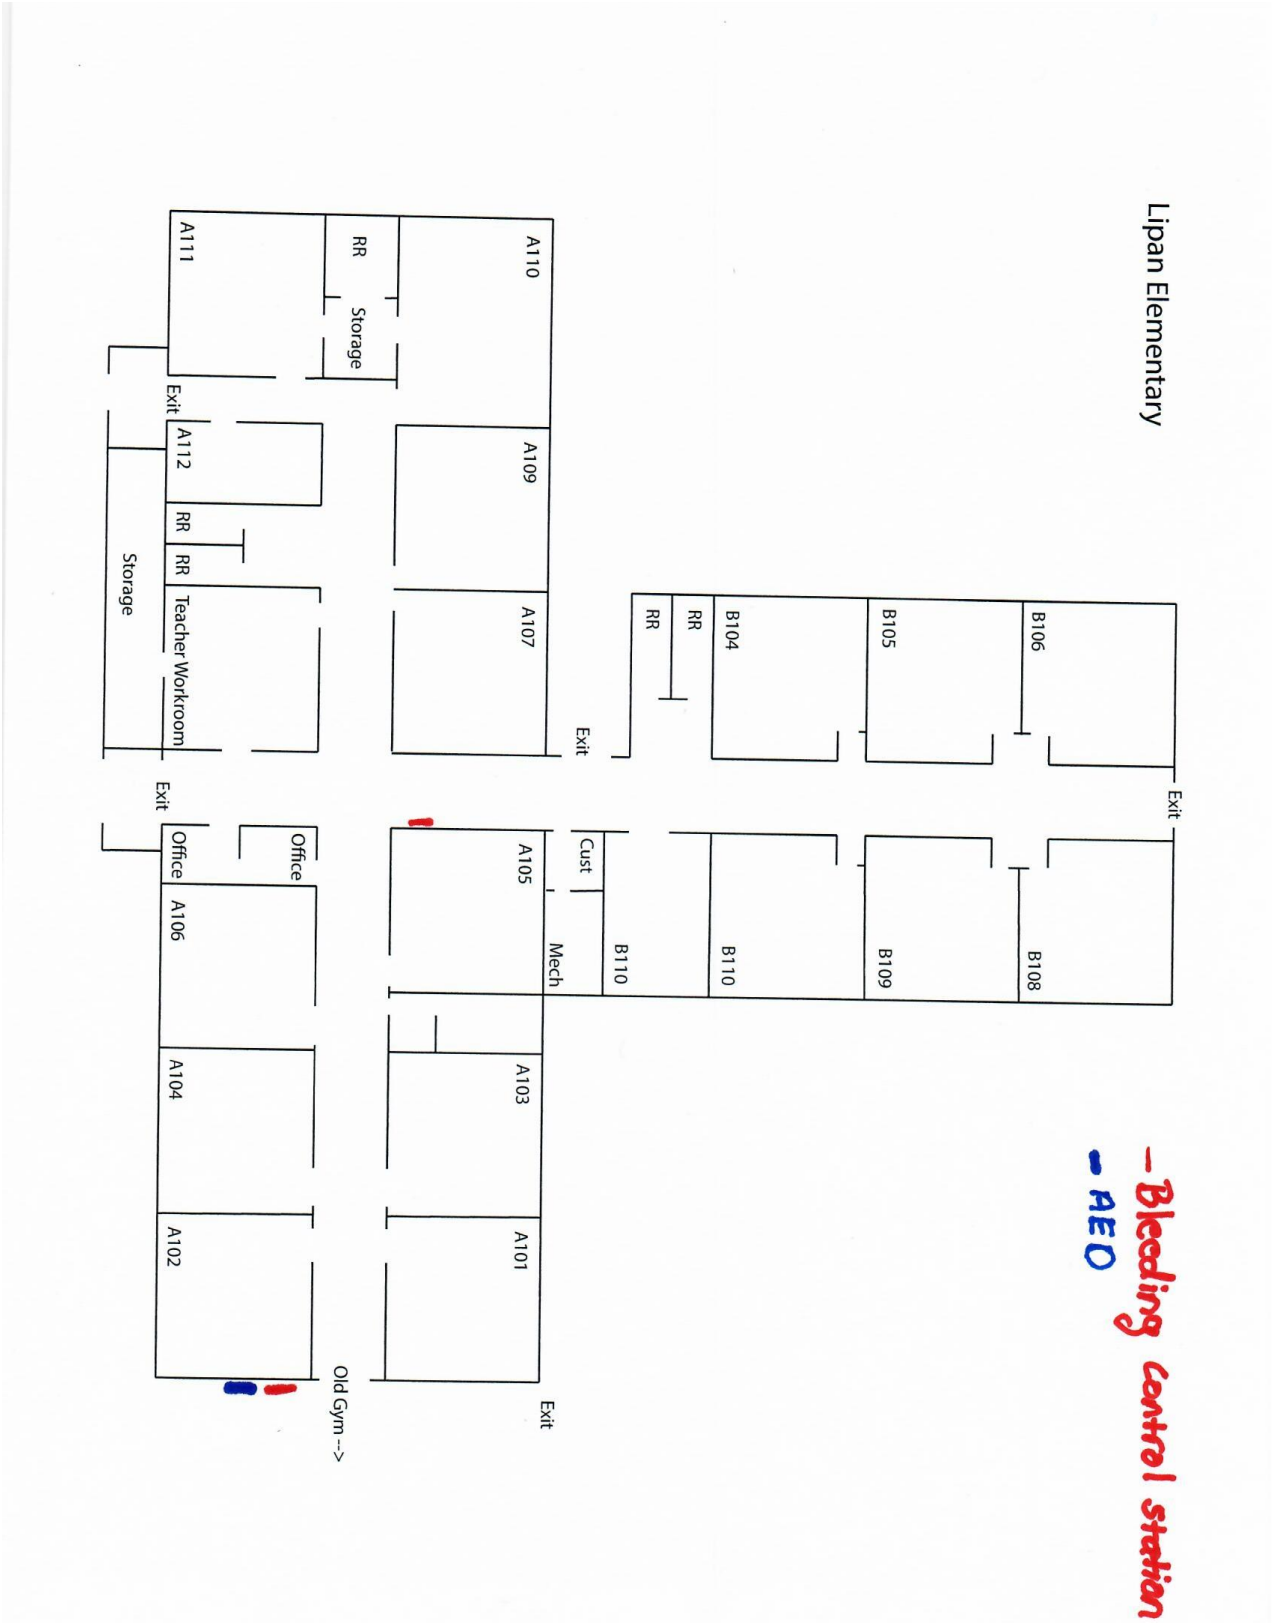 Lipan Elementary
B106
Exit
B108
B105
B109
B104
B110
RR
RR
B110
Exit
Cust
Mech
A110
A109
A107
A105
A103
A101
Exit
RR
Storage
Old Gym -->
Office
A111
Exit
A112
RR
RR
Teacher Workroom
Exit
Office
A106
A104
A102
Storage
- Bleeding control station
- AED